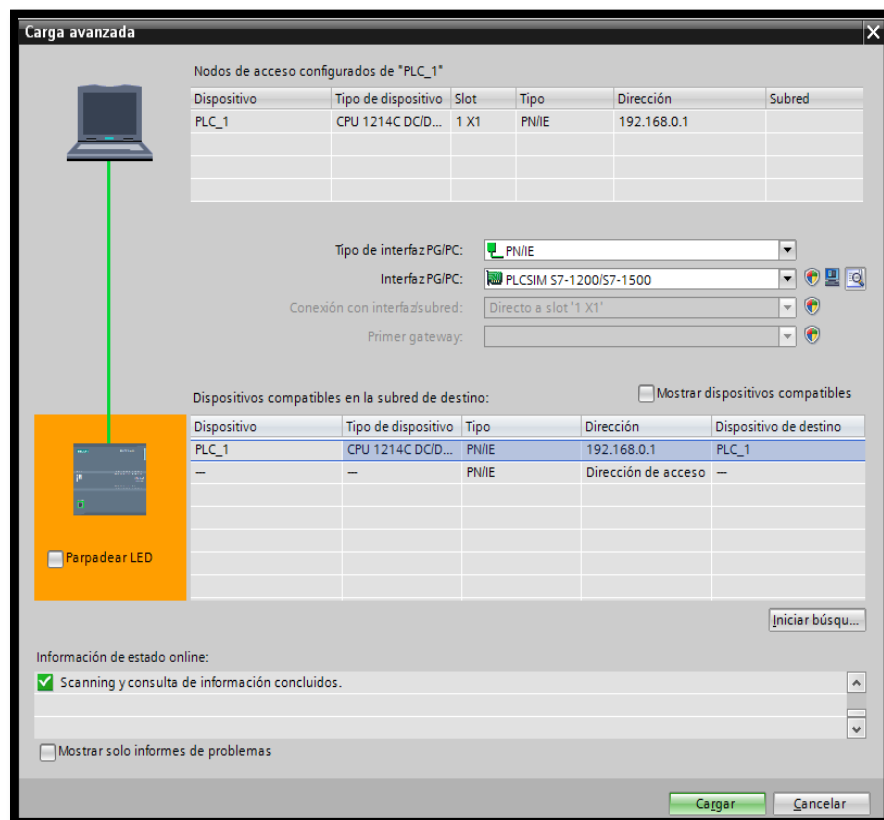 Carga avanzada
Nodos de acceso configurados de "PLC_1"
Dispositivo Tipo de dispositivo Slot Tipo Dirección Subred
PLC_1 CPU 1214C DC/D... 1 X1 PN/IE 192.168.0.1
Tipo de interfaz PG/PC: PN/IE
Interfaz PG/PC: PLCSIM S7-1200/S7-1500
Conexión con interfaz/subred: Directo a slot '1 X1'
Primer gateway:
Dispositivos compatibles en la subred de destino: Mostrar dispositivos compatibles
Dispositivo Tipo de dispositivo Tipo Dirección Dispositivo de destino
PLC_1 CPU 1214C DC/D... PN/IE 192.168.0.1 PLC_1
— — PN/IE Dirección de acceso —
Parpadear LED
Iniciar búsqu...
Información de estado online:
Scanning y consulta de información concluidos.
Mostrar solo informes de problemas
Cargar Cancelar